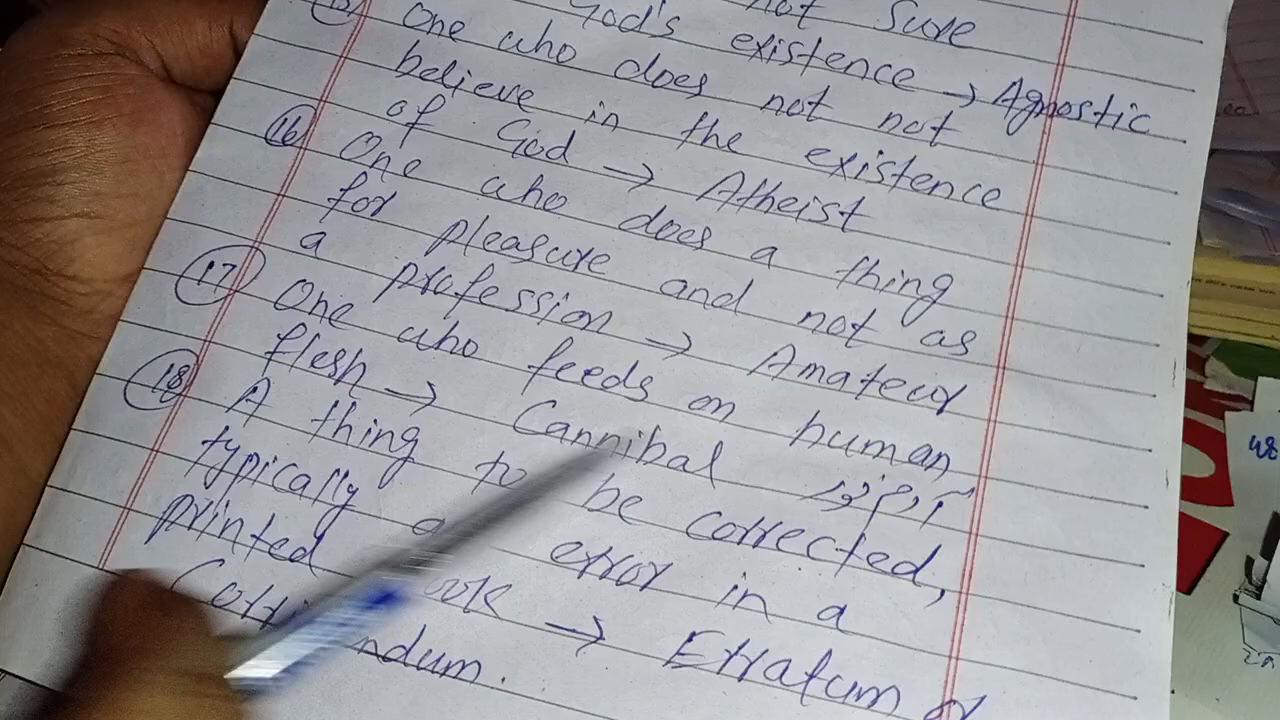 not Sure
God's existence → Agnostic
One who does not not
believe in the existence
of God → Atheist
16 One who does a thing
for pleasure and not as
a profession → Amateur
17 One who feeds on human
flesh → Cannibal آدم خور
18 A thing to be corrected,
typically a error in a
printed → Erratum or